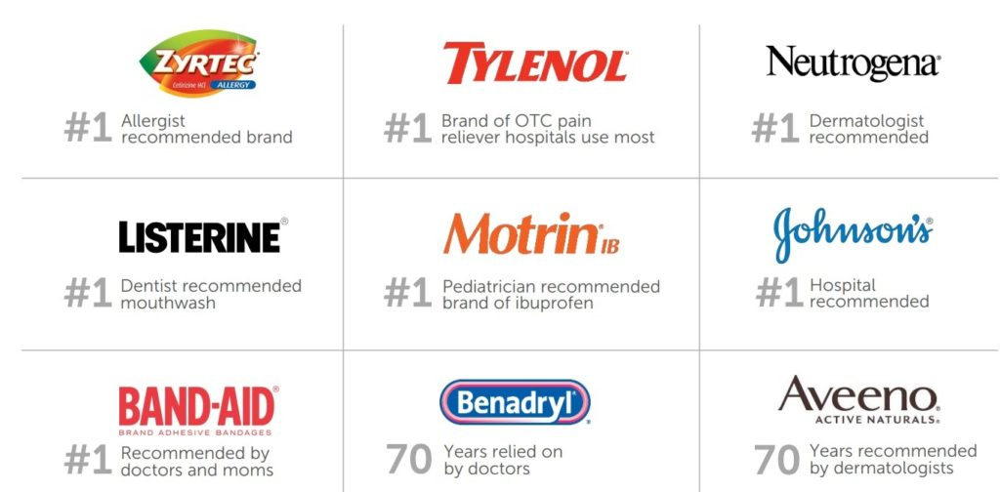 ZYRTEC®
Cetirizine HCl ALLERGY
#1 Allergist
recommended brand
TYLENOL®
#1 Brand of OTC pain
reliever hospitals use most
Neutrogena®
#1 Dermatologist
recommended
LISTERINE®
#1 Dentist recommended
mouthwash
Motrin® IB
#1 Pediatrician recommended
brand of ibuprofen
Johnson's®
#1 Hospital
recommended
BAND-AID®
BRAND ADHESIVE BANDAGES
#1 Recommended by
doctors and moms
Benadryl®
70 Years relied on
by doctors
Aveeno®
ACTIVE NATURALS®
70 Years recommended
by dermatologists